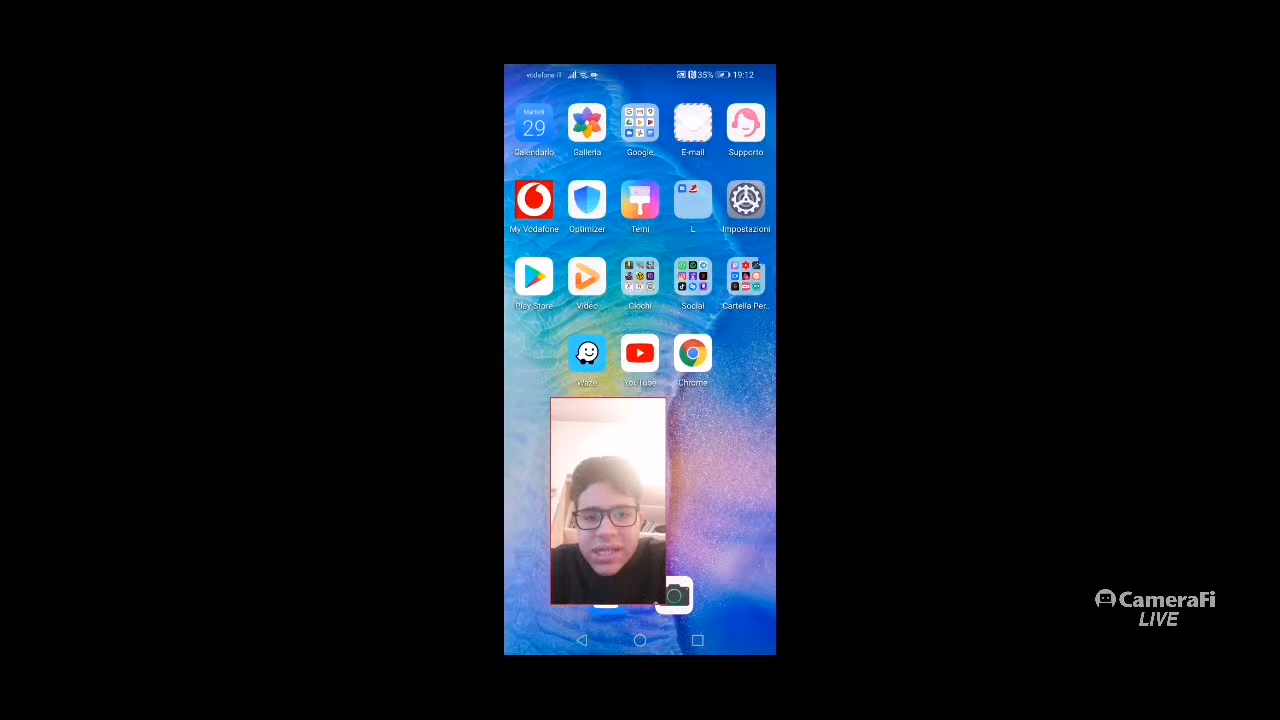 vodafone IT
35% 19:12
Martedì
29
Calendario Galleria Google E-mail Supporto
My Vodafone Optimizer Temi L Impostazioni
Play Store Video Giochi Social Cartella Per..
Waze YouTube Chrome
CameraFi
LIVE